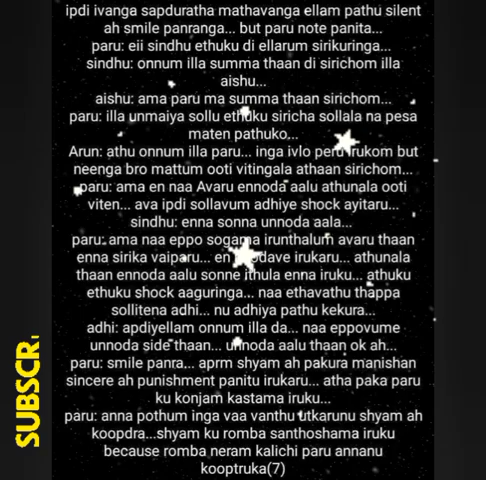 ipdi ivanga sapduratha mathavanga ellam pathu silent
ah smile panranga... but paru note panita...
paru: eii sindhu ethuku di ellarum sirikuringa...
sindhu: onnum illa summa thaan di sirichom illa
aishu...
aishu: ama paru ma summa thaan sirichom...
paru: illa unmaiya sollu ethuku siricha sollala na pesa
maten pathuko...
Arun: athu onnum illa paru... inga ivlo peru irukom but
neenga bro mattum ooti vitingala athaan sirichom...
paru: ama en naa Avaru ennoda aalu athunala ooti
viten... ava ipdi sollavum adhiye shock ayitaru...
sindhu: enna sonna unnoda aala...
paru: ama naa eppo sogama irunthalum avaru thaan
enna sirika vaiparu... en irukaru... athunala
thaan ennoda aalu sonne ithula enna iruku... athuku
ethuku shock aaguringa... naa ethavathu thappa
sollitena adhi... nu adhiya pathu kekura...
adhi: apdiyellam onnum illa da... naa eppovume
unnoda side thaan... unnoda aalu thaan ok ah...
paru: smile panra... aprm shyam ah pakura manishan
sincere ah punishment panitu irukaru... atha paka paru
ku konjam kastama iruku...
paru: anna pothum inga vaa vanthu utkarunu shyam ah
koopdra...shyam ku romba santhoshama iruku
because romba neram kalichi paru annanu
kooptruka(7)
SUBSCR